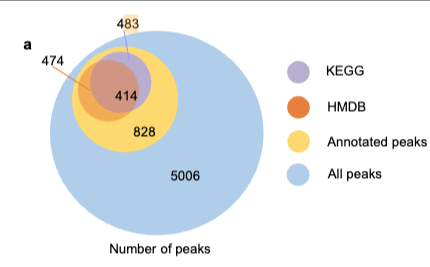 483
a
474
414
828
5006
Number of peaks
KEGG
HMDB
Annotated peaks
All peaks